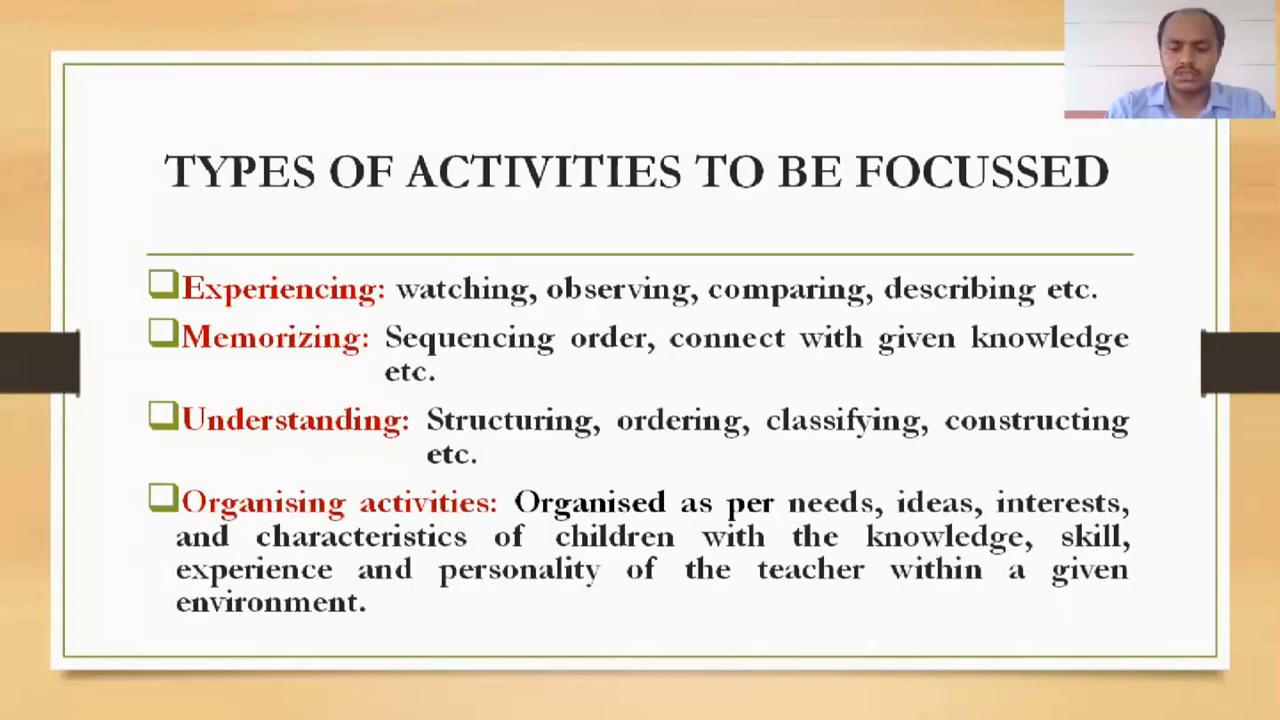 TYPES OF ACTIVITIES TO BE FOCUSSED
Experiencing: watching, observing, comparing, describing etc.
Memorizing: Sequencing order, connect with given knowledge
etc.
Understanding: Structuring, ordering, classifying, constructing
etc.
Organising activities: Organised as per needs, ideas, interests,
and characteristics of children with the knowledge, skill,
experience and personality of the teacher within a given
environment.